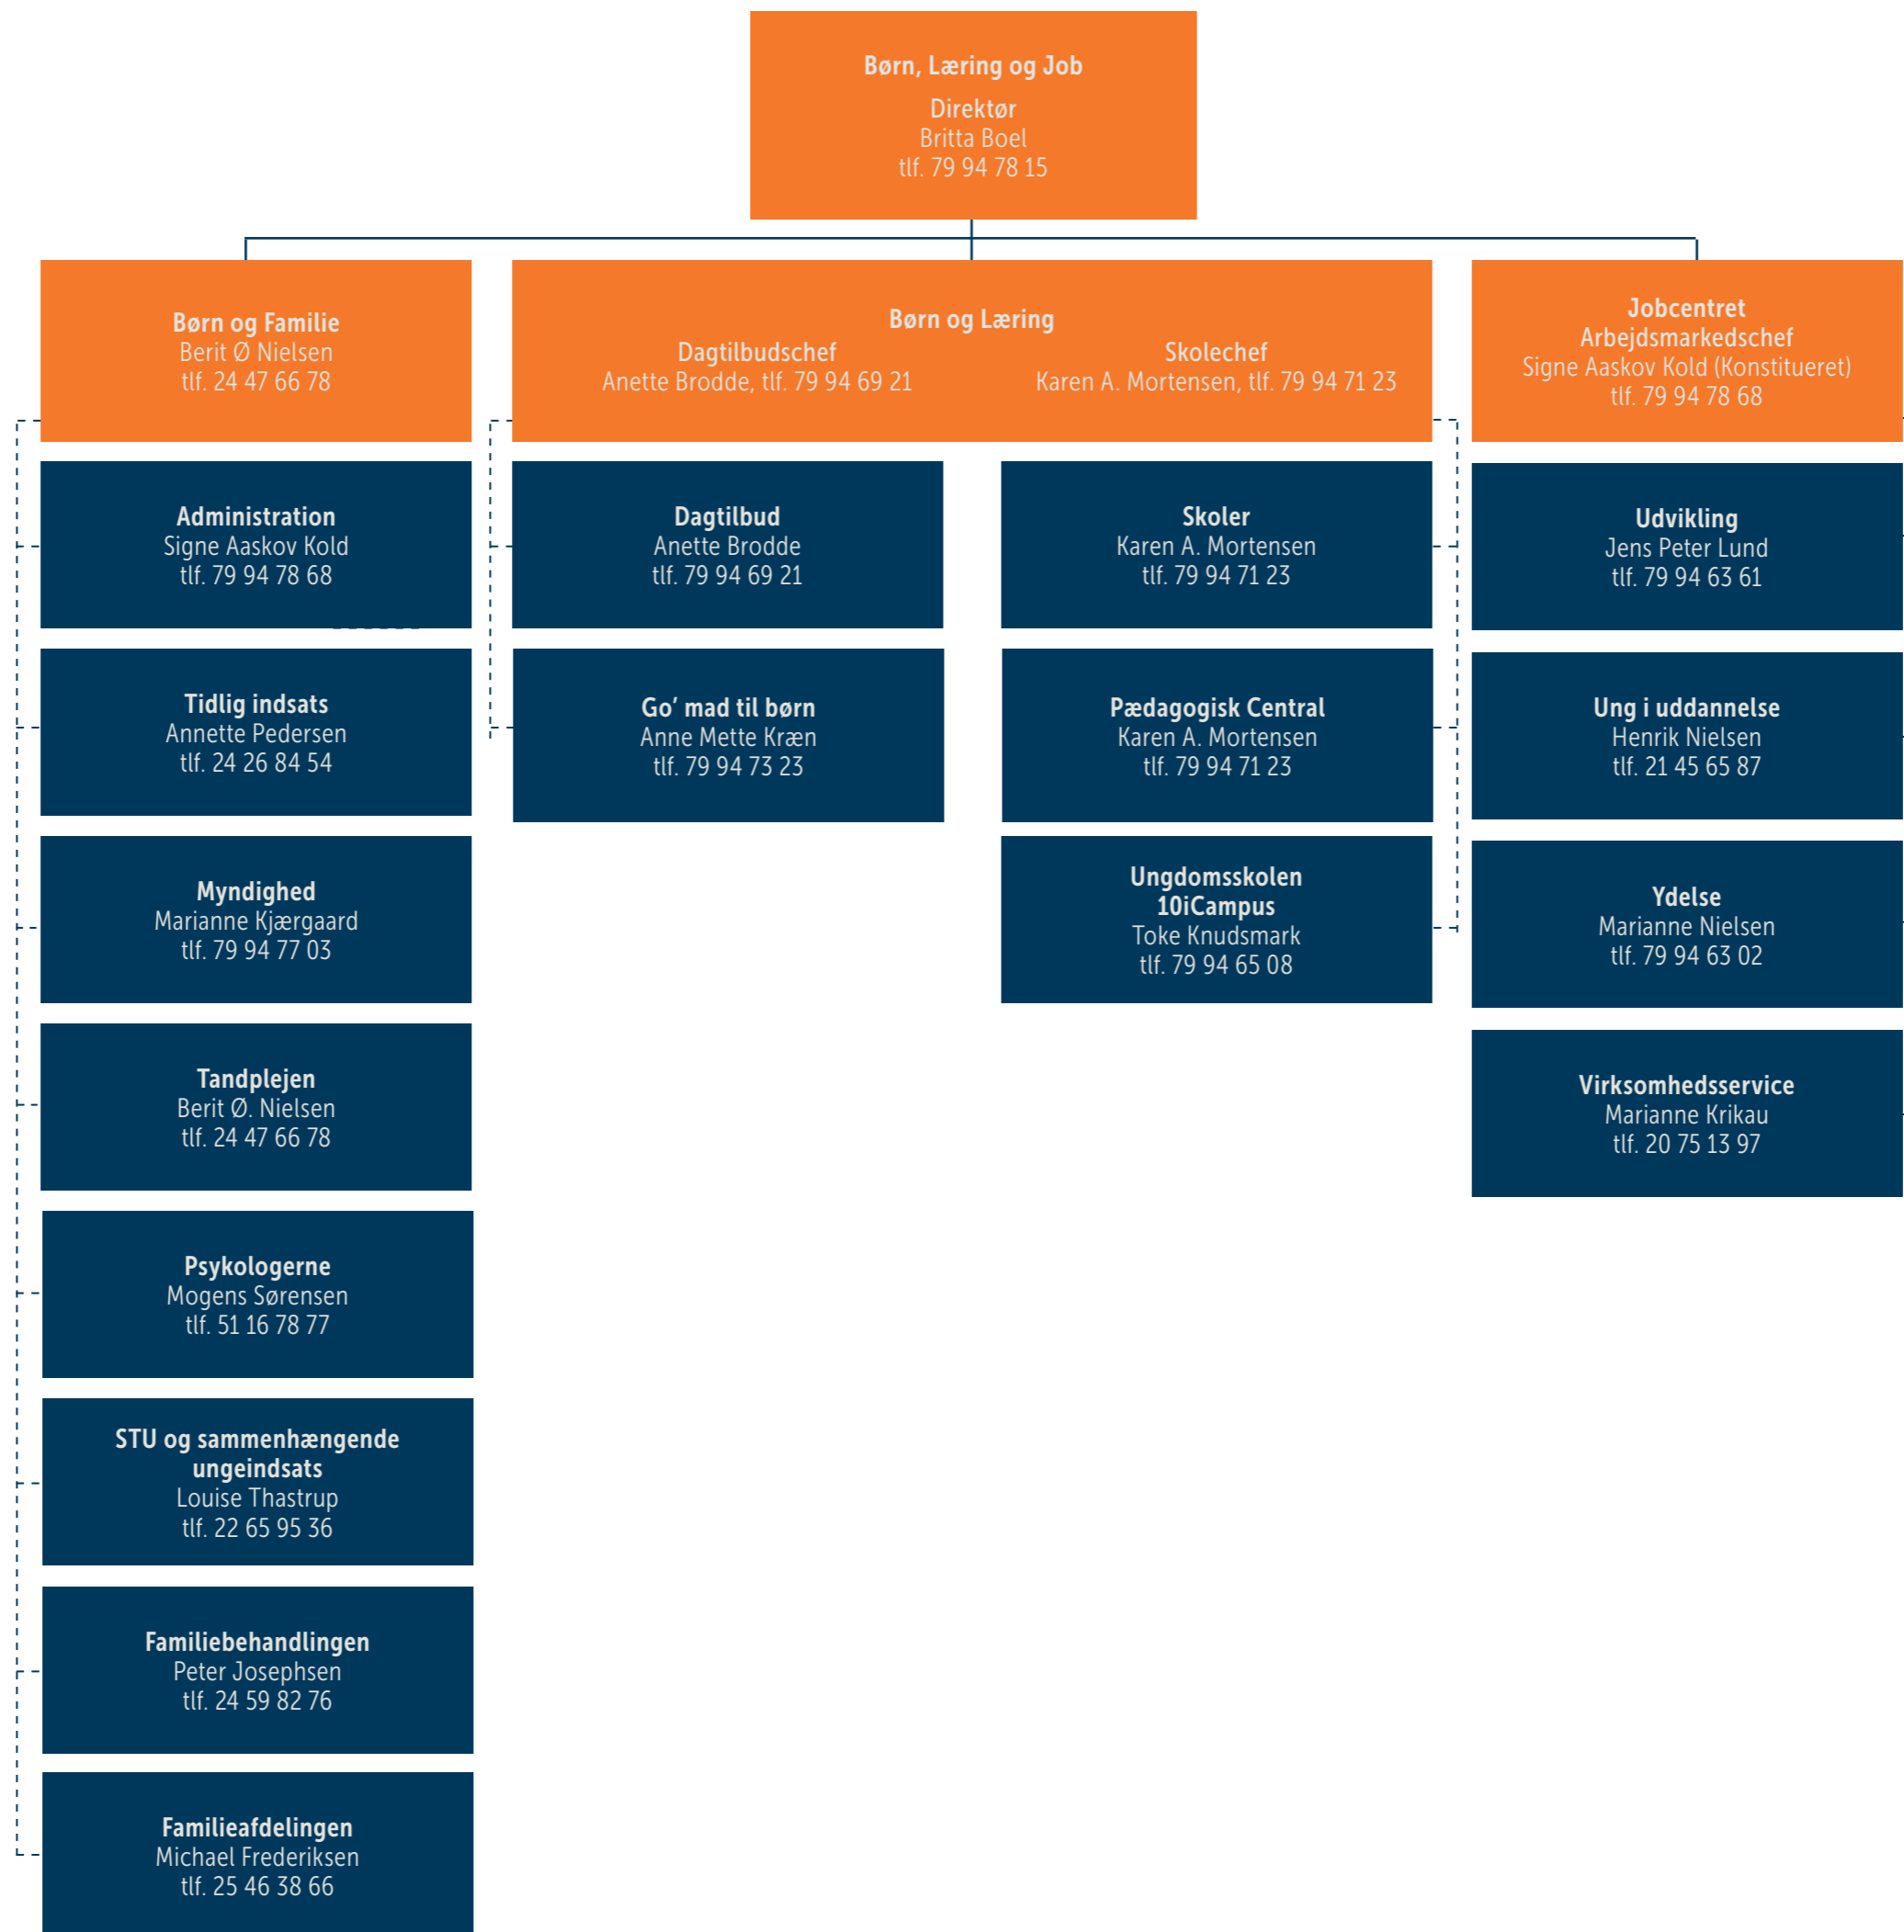 Børn, Læring og Job
Direktør
Britta Boel
tlf. 79 94 78 15
Børn og Familie
Berit Ø Nielsen
tlf. 24 47 66 78
Børn og Læring
Dagtilbudschef
Anette Brodde, tlf. 79 94 69 21
Skolechef
Karen A. Mortensen, tlf. 79 94 71 23
Jobcentret
Arbejdsmarkedschef
Signe Aaskov Kold (Konstitueret)
tlf. 79 94 78 68
Administration
Signe Aaskov Kold
tlf. 79 94 78 68
Tidlig indsats
Annette Pedersen
tlf. 24 26 84 54
Myndighed
Marianne Kjærgaard
tlf. 79 94 77 03
Tandplejen
Berit Ø. Nielsen
tlf. 24 47 66 78
Psykologerne
Mogens Sørensen
tlf. 51 16 78 77
STU og sammenhængende
ungeindsats
Louise Thastrup
tlf. 22 65 95 36
Familiebehandlingen
Peter Josephsen
tlf. 24 59 82 76
Familieafdelingen
Michael Frederiksen
tlf. 25 46 38 66
Dagtilbud
Anette Brodde
tlf. 79 94 69 21
Go’ mad til børn
Anne Mette Kræn
tlf. 79 94 73 23
Skoler
Karen A. Mortensen
tlf. 79 94 71 23
Pædagogisk Central
Karen A. Mortensen
tlf. 79 94 71 23
Ungdomsskolen
10iCampus
Toke Knudsmark
tlf. 79 94 65 08
Udvikling
Jens Peter Lund
tlf. 79 94 63 61
Ung i uddannelse
Henrik Nielsen
tlf. 21 45 65 87
Ydelse
Marianne Nielsen
tlf. 79 94 63 02
Virksomhedsservice
Marianne Krikau
tlf. 20 75 13 97